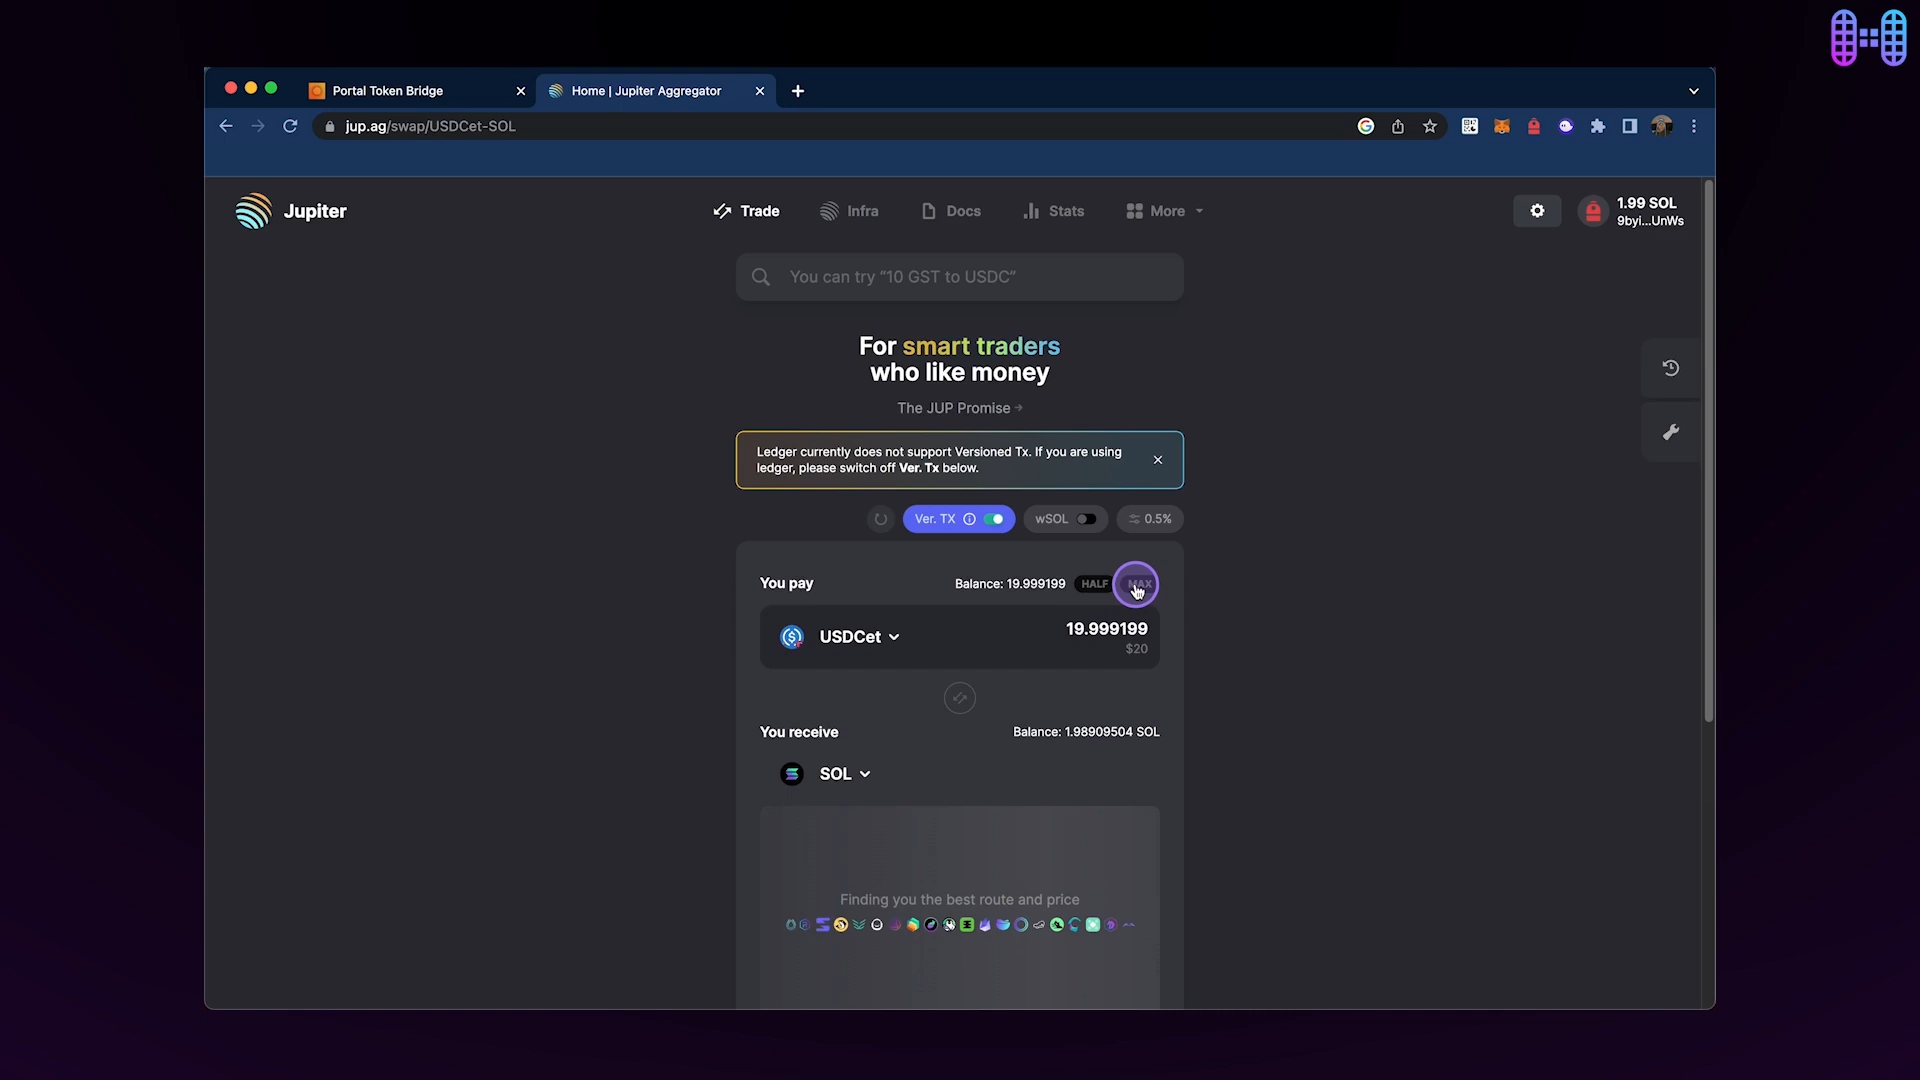 Portal Token Bridge
Home | Jupiter Aggregator
jup.ag/swap/USDCet-SOL
Jupiter
Trade
Infra
Docs
Stats
More
1.99 SOL
9byi...UnWs
You can try "10 GST to USDC"
For smart traders
who like money
The JUP Promise
Ledger currently does not support Versioned Tx. If you are using
ledger, please switch off Ver. Tx below.
Ver. TX
wSOL
0.5%
You pay
Balance: 19.999199
HALF
MAX
USDCet
19.999199
$20
You receive
Balance: 1.98909504 SOL
SOL
Finding you the best route and price